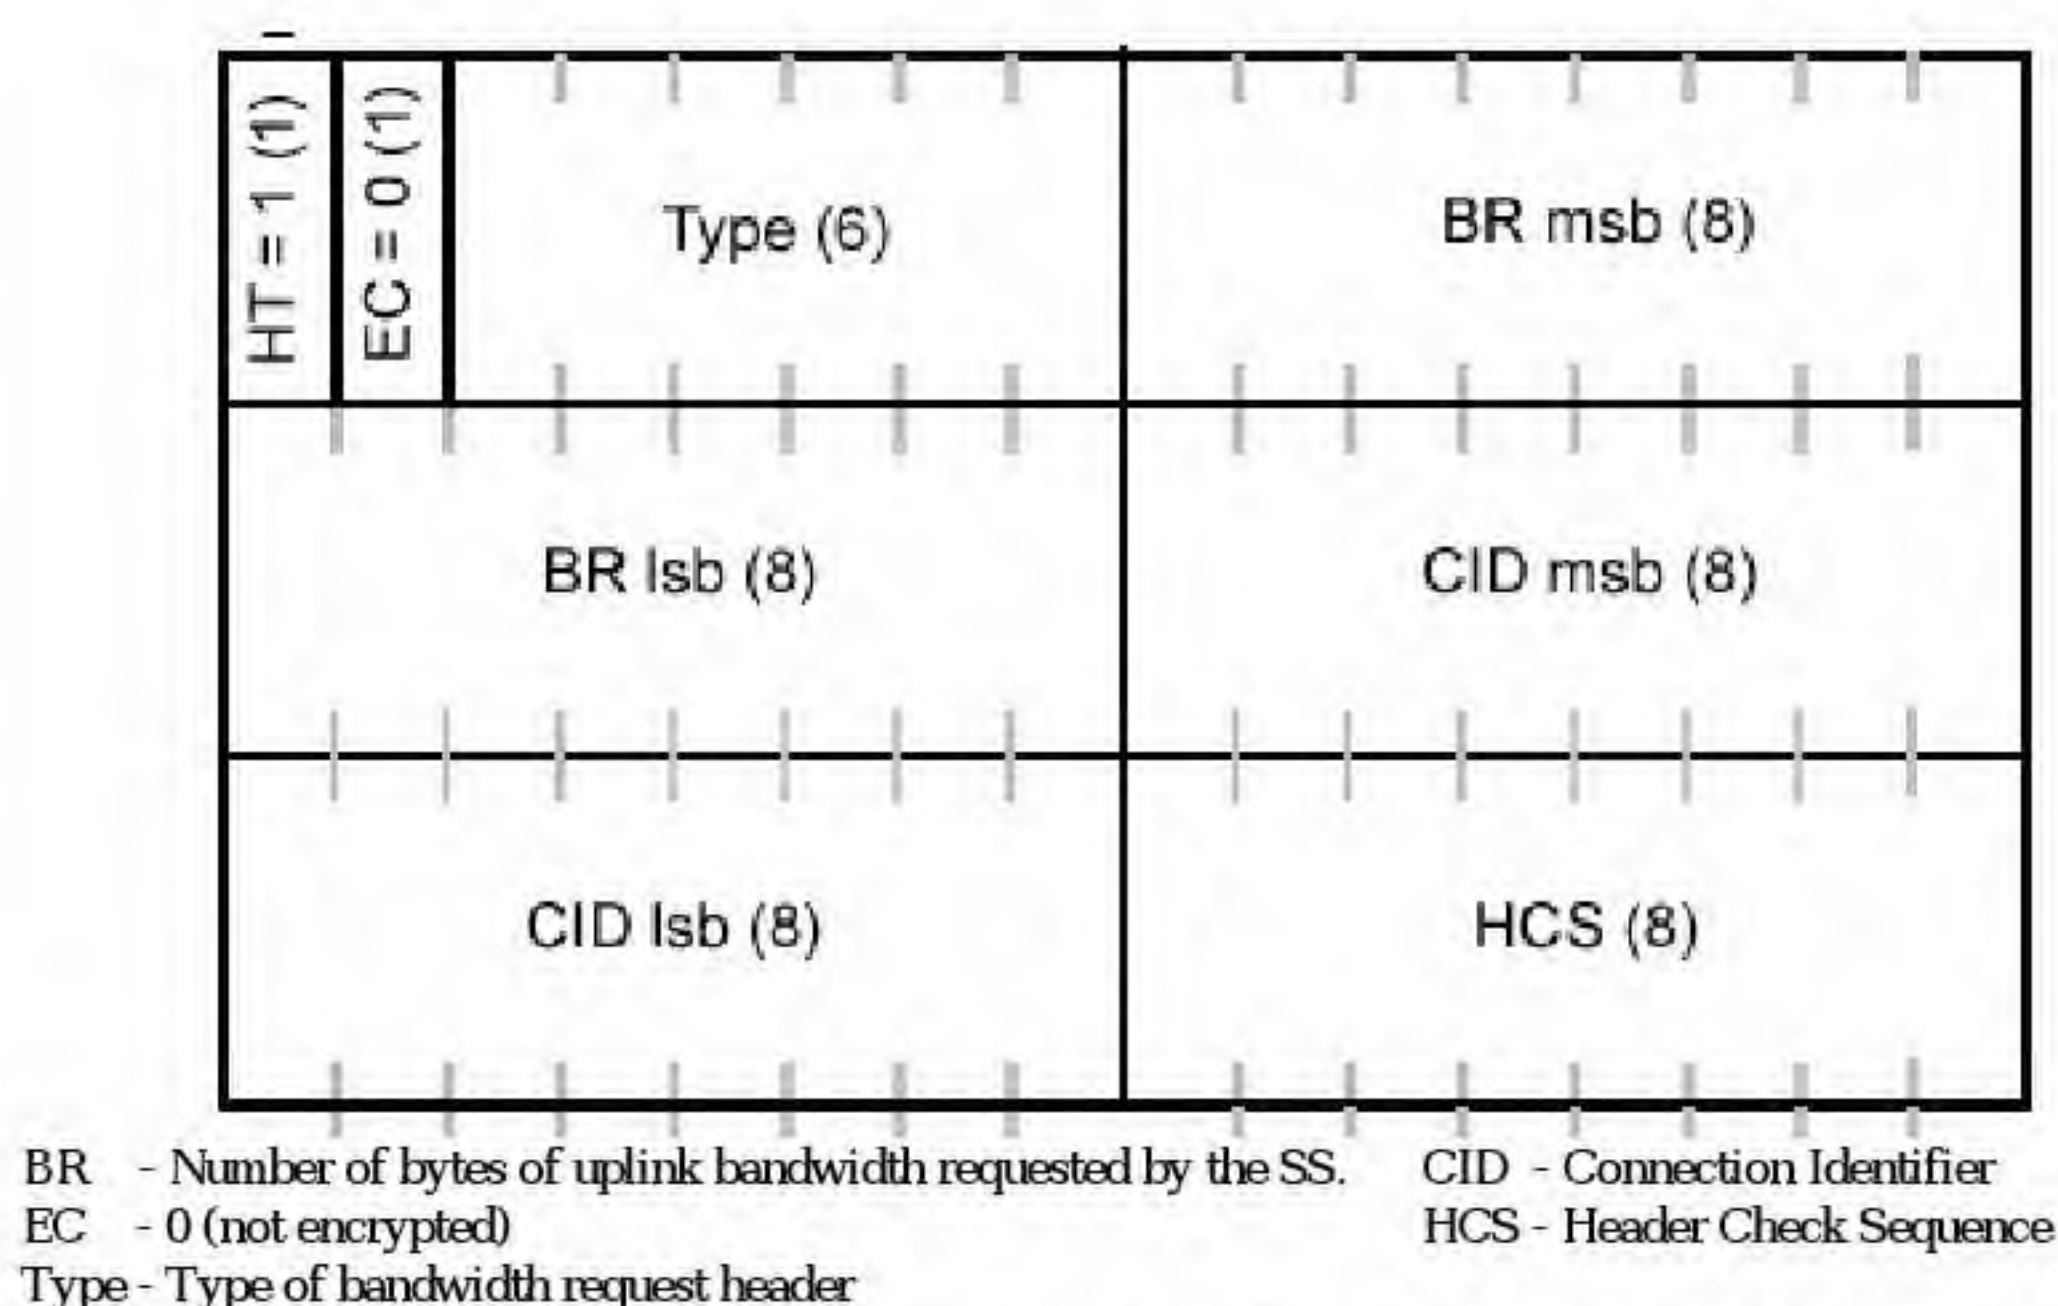 HT = 1 (1)
EC = 0 (1)
Type (6)
BR msb (8)
BR lsb (8)
CID msb (8)
CID lsb (8)
HCS (8)
BR - Number of bytes of uplink bandwidth requested by the SS.
CID - Connection Identifier
EC - 0 (not encrypted)
HCS - Header Check Sequence
Type - Type of bandwidth request header